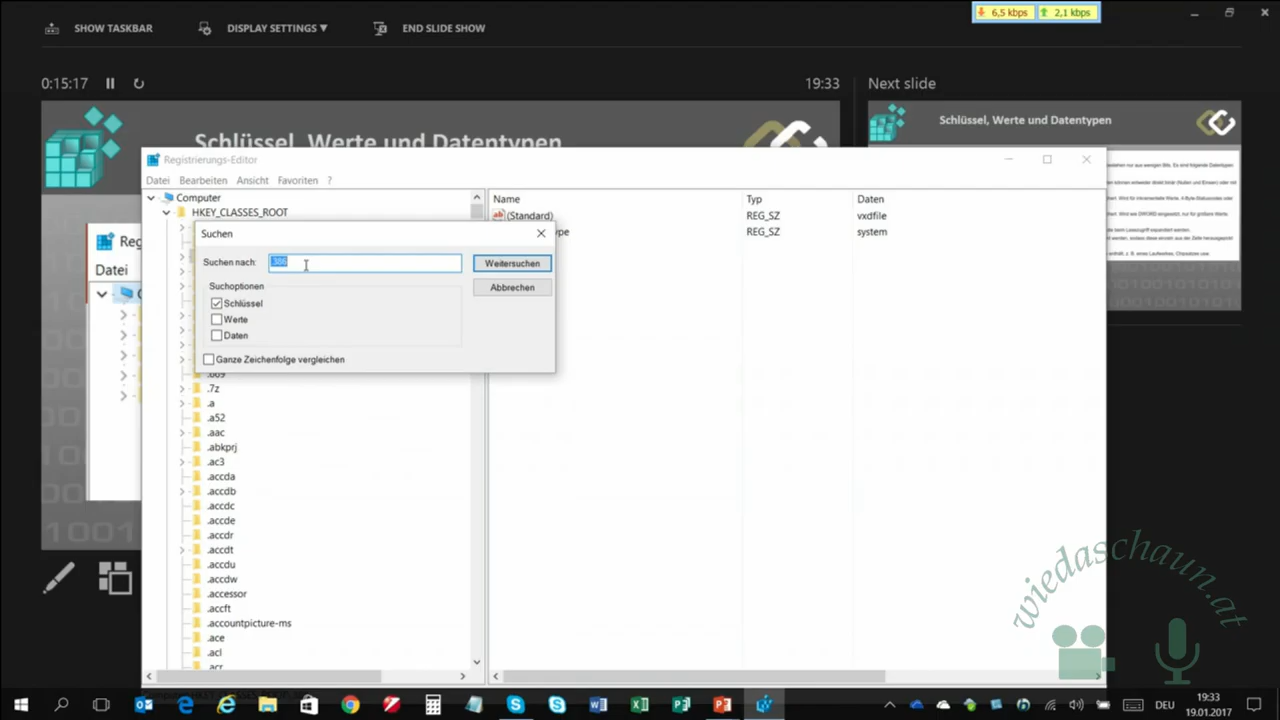 6,5 kbps 2,1 kbps
SHOW TASKBAR DISPLAY SETTINGS ▾ END SLIDE SHOW
0:15:17 19:33 Next slide
Schlüssel, Werte und Datentypen
Schlüssel, Werte und Datentypen
Registrierungs-Editor
Datei Bearbeiten Ansicht Favoriten ?
Computer
HKEY_CLASSES_ROOT
Name Typ Daten
(Standard) REG_SZ vxdfile
REG_SZ system
Suchen
Suchen nach: .386
Weitersuchen
Suchoptionen
Abbrechen
Schlüssel
Werte
Daten
Ganze Zeichenfolge vergleichen
Datei
.7z
.a
.a52
.aac
.abkprj
.ac3
.accda
.accdb
.accdc
.accde
.accdr
.accdt
.accdu
.accdw
.accessor
.accft
.accountpicture-ms
.ace
.acl
.acr
wiedaschaun.at
DEU
19:33
19.01.2017